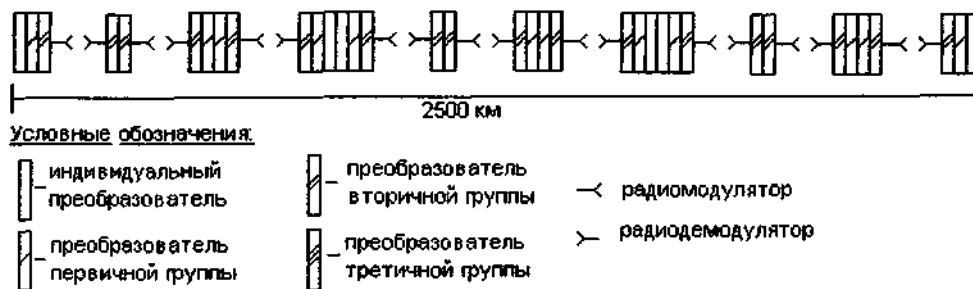 2500 км
Условные обозначения:
индивидуальный
преобразователь
преобразователь
первичной группы
преобразователь
вторичной группы
преобразователь
третичной группы
радиомодулятор
радиодемодулятор